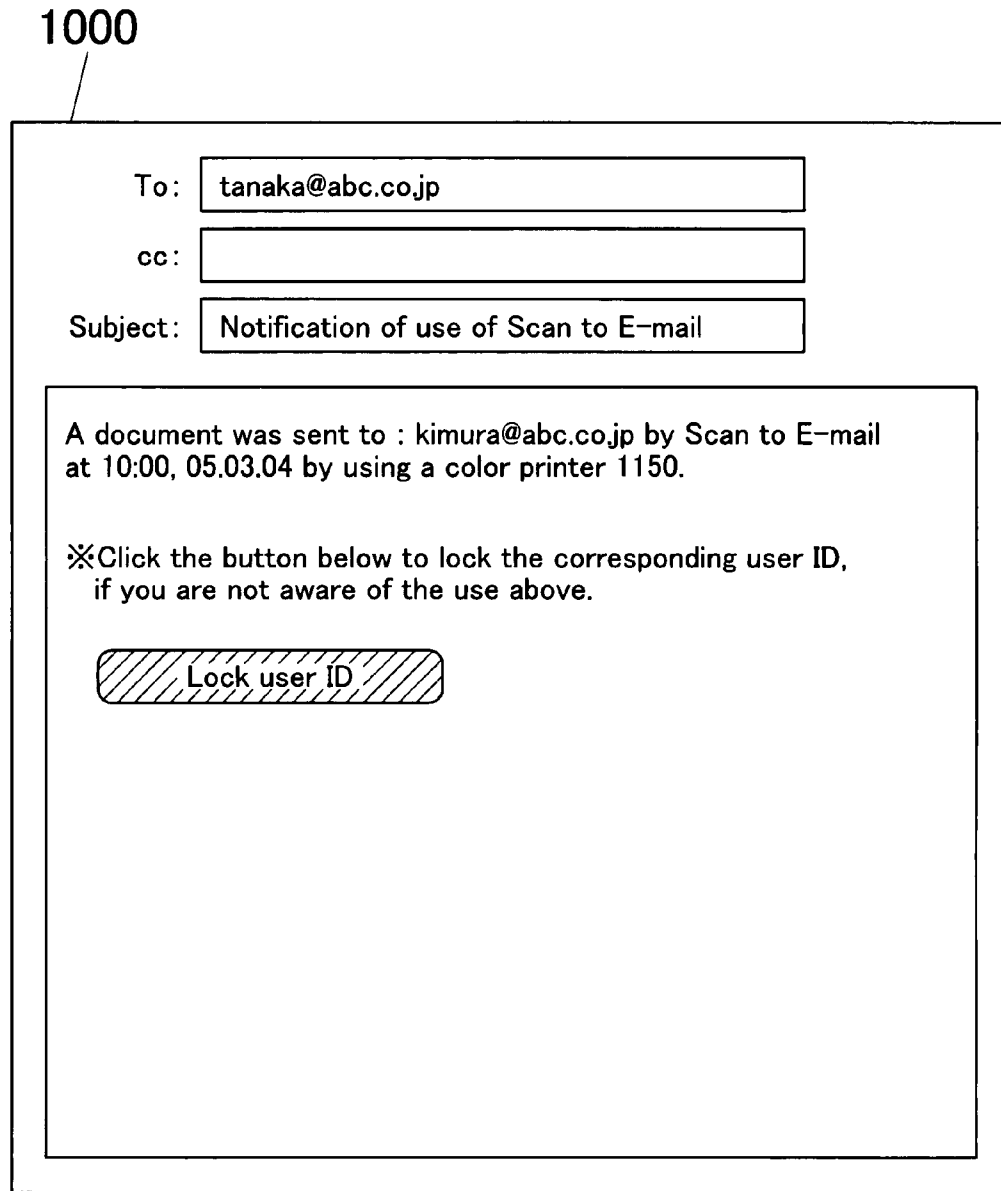 1000
To: tanaka@abc.co.jp
cc:
Subject: Notification of use of Scan to E-mail
A document was sent to : kimura@abc.co.jp by Scan to E-mail
at 10:00, 05.03.04 by using a color printer 1150.
※Click the button below to lock the corresponding user ID,
if you are not aware of the use above.
Lock user ID